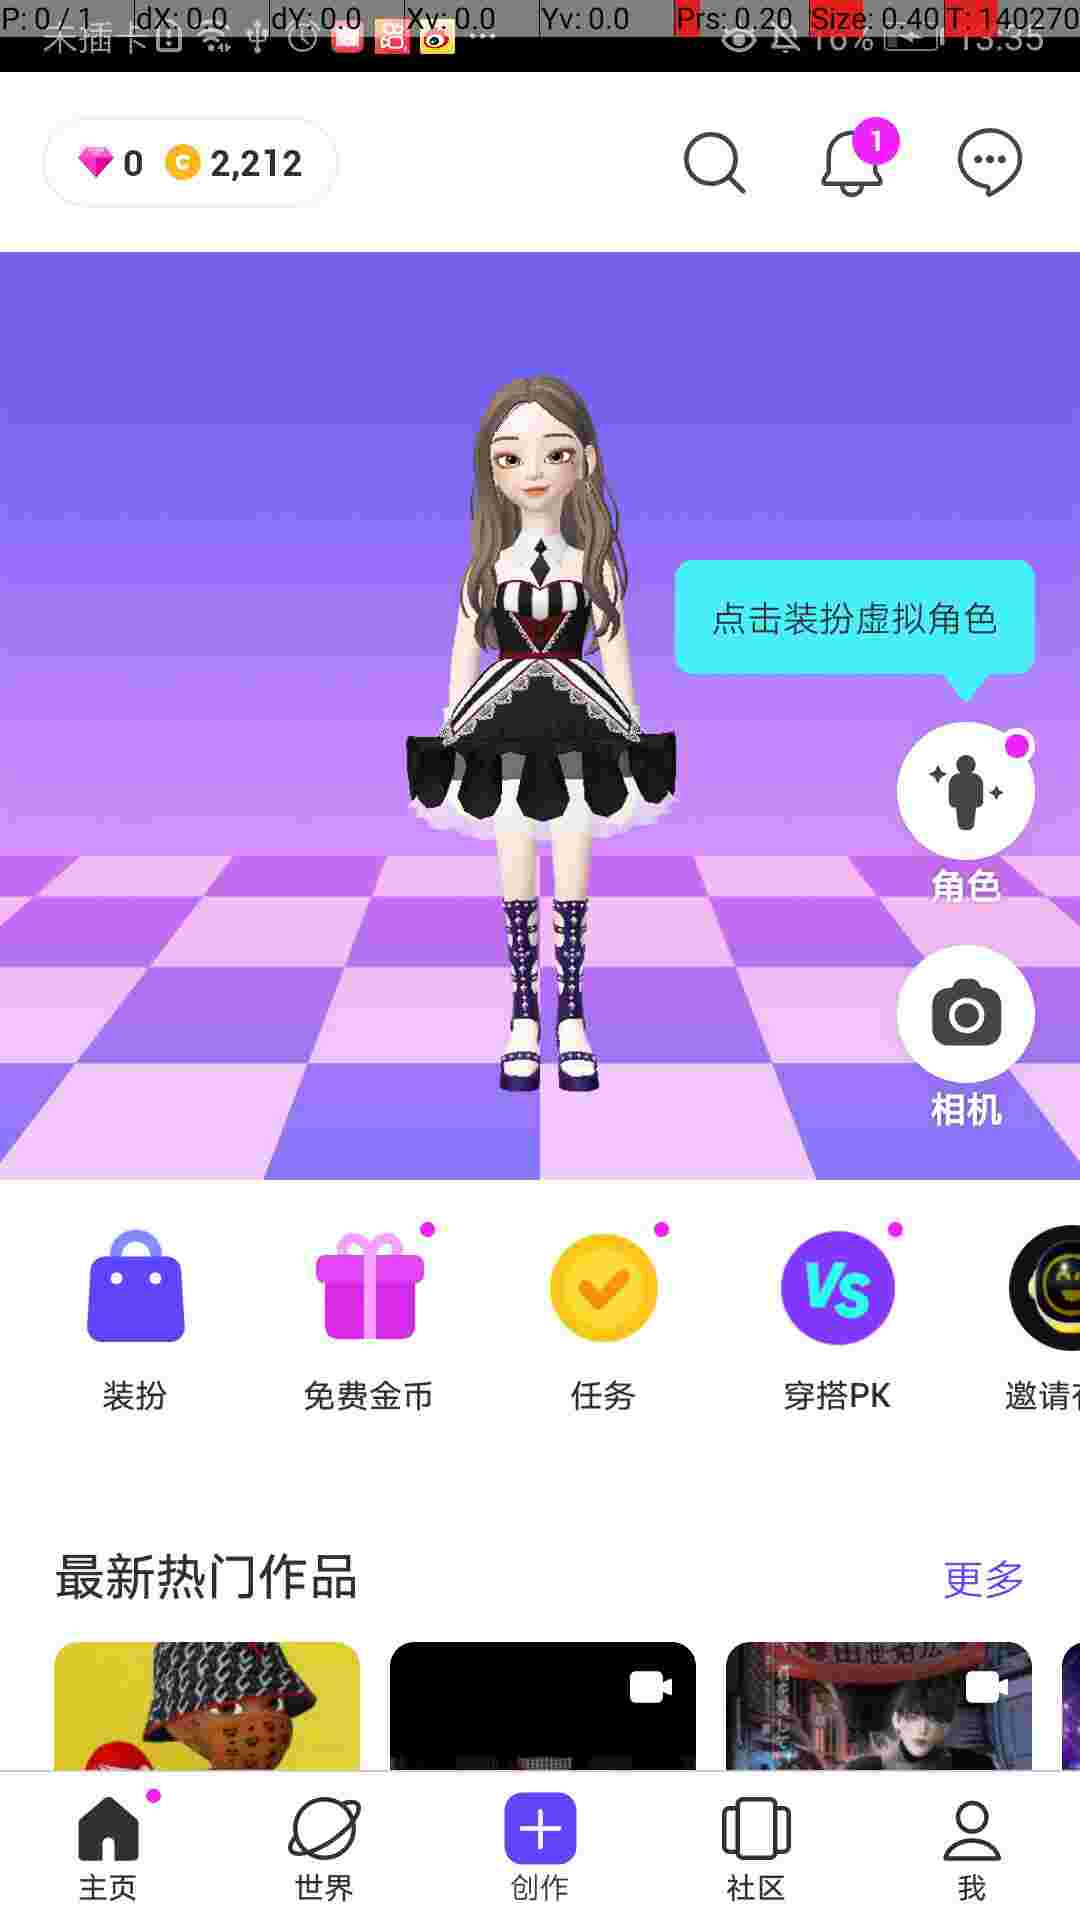 P: 0 / 1 dX: 0.0 dY: 0.0 Xv: 0.0 Yv: 0.0 Prs: 0.20 Size: 0.40 T: 140270
未插卡 16% 13:35
0 2,212
1
点击装扮虚拟角色
角色
相机
装扮 免费金币 任务 穿搭PK 邀请
VS
最新热门作品 更多
主页 世界 创作 社区 我